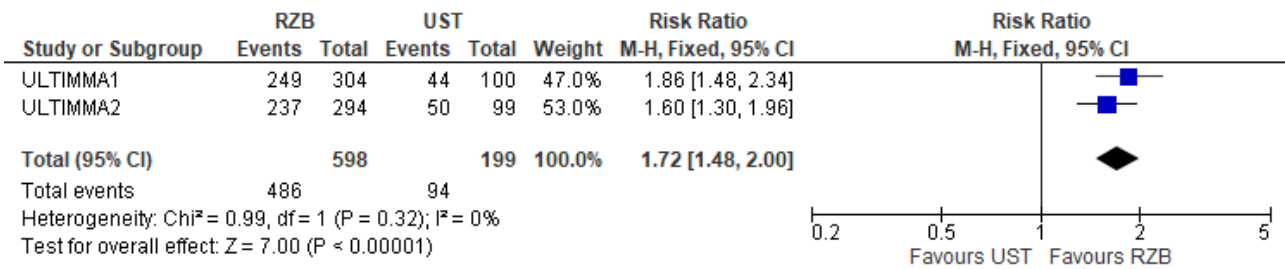 RZB UST Risk Ratio Risk Ratio
Study or Subgroup Events Total Events Total Weight M-H, Fixed, 95% CI M-H, Fixed, 95% CI
ULTIMMA1 249 304 44 100 47.0% 1.86 [1.48, 2.34]
ULTIMMA2 237 294 50 99 53.0% 1.60 [1.30, 1.96]
Total (95% CI) 598 199 100.0% 1.72 [1.48, 2.00]
Total events 486 94
Heterogeneity: Chi² = 0.99, df = 1 (P = 0.32); I² = 0%
Test for overall effect: Z = 7.00 (P < 0.00001)
0.2 0.5 1 2 5
Favours UST Favours RZB